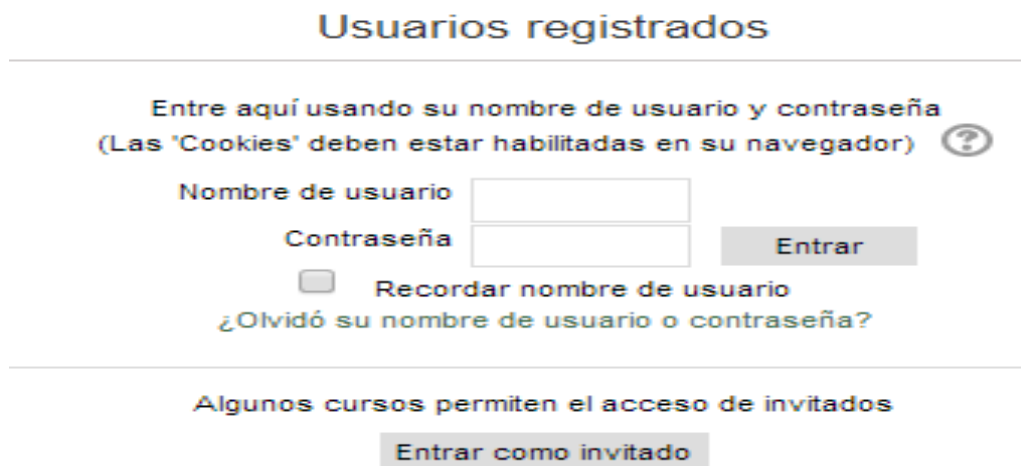 Usuarios registrados
Entre aquí usando su nombre de usuario y contraseña
(Las 'Cookies' deben estar habilitadas en su navegador) ?
Nombre de usuario
Contraseña Entrar
Recordar nombre de usuario
¿Olvidó su nombre de usuario o contraseña?
Algunos cursos permiten el acceso de invitados
Entrar como invitado